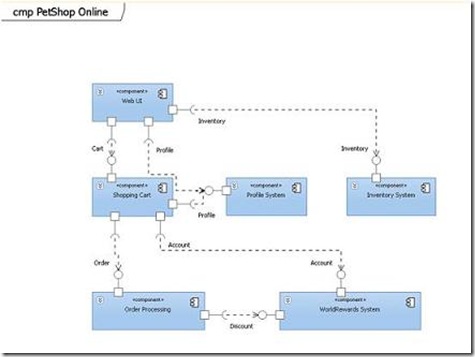 cmp PetShop Online
«component»
Web UI
Inventory
Cart
Profile
Inventory
«component»
Shopping Cart
«component»
Profile System
«component»
Inventory System
Profile
Account
Order
Account
«component»
Order Processing
Discount
«component»
WorldRewards System